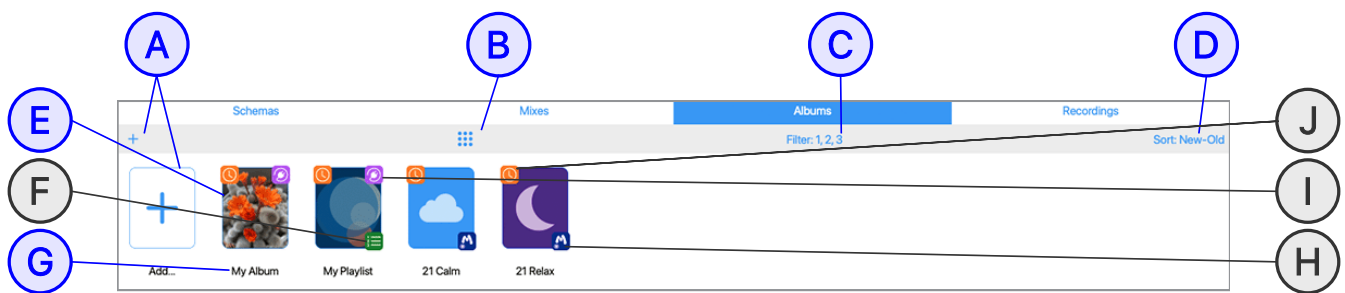 A B C D
E F G
J I H
Schemas Mixes Albums Recordings
+ Filter: 1, 2, 3 Sort: New-Old
Add... My Album My Playlist 21 Calm 21 Relax